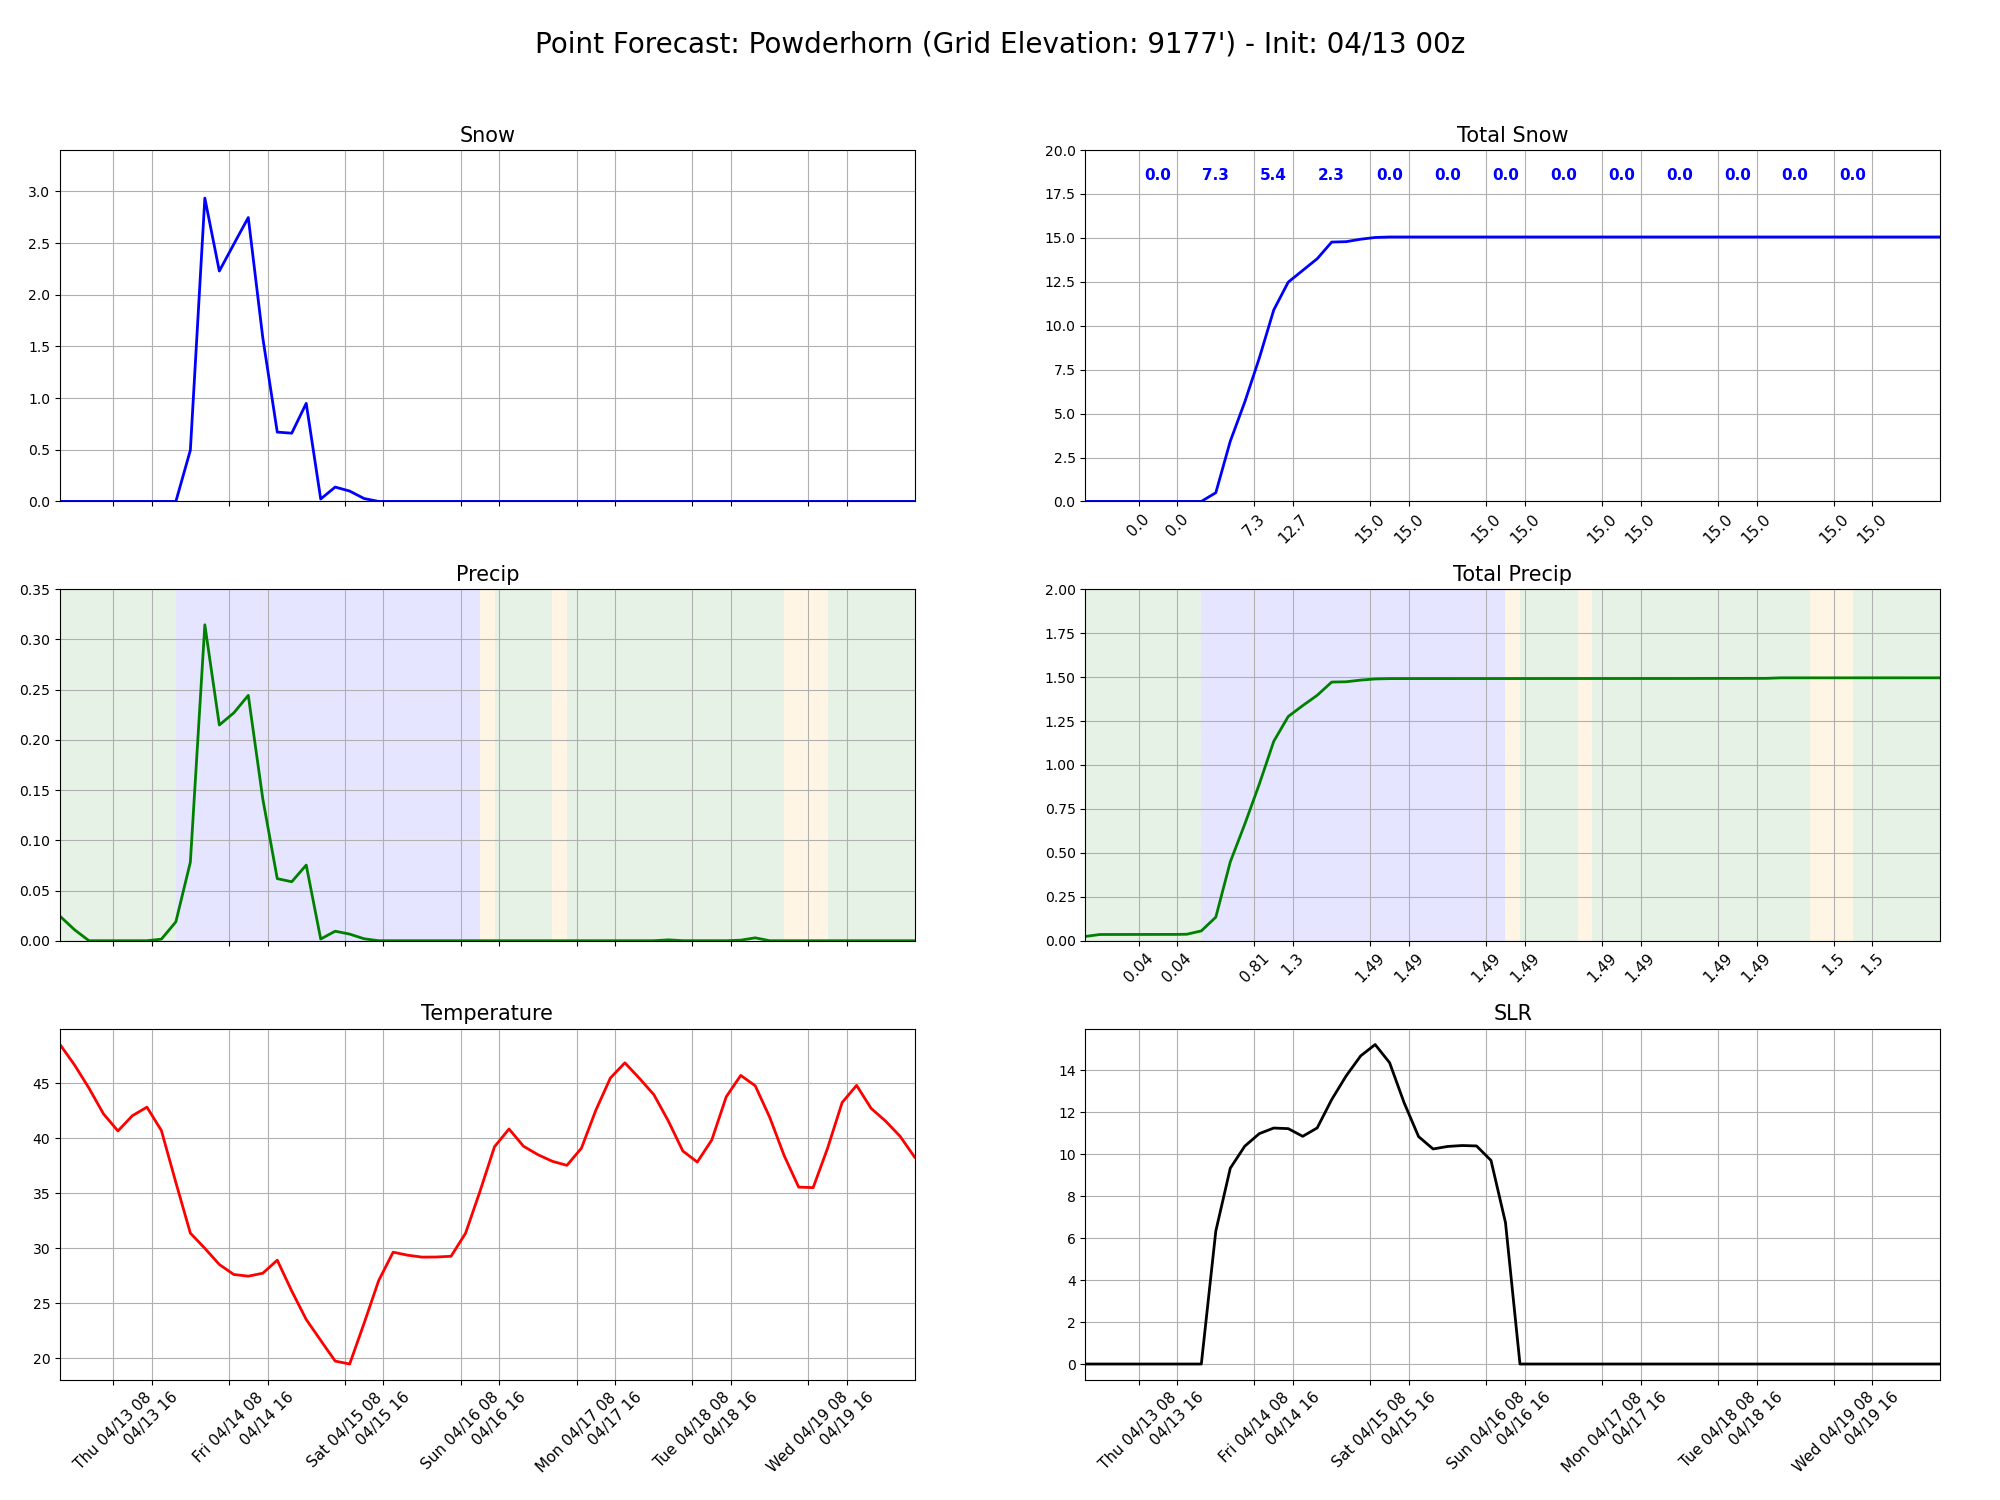 Point Forecast: Powderhorn (Grid Elevation: 9177') - Init: 04/13 00z
Snow
3.0
2.5
2.0
1.5
1.0
0.5
0.0
Total Snow
20.0
17.5
15.0
12.5
10.0
7.5
5.0
2.5
0.0
0.0 7.3 5.4 2.3 0.0 0.0 0.0 0.0 0.0 0.0 0.0 0.0 0.0
0.0 0.0 7.3 12.7 15.0 15.0 15.0 15.0 15.0 15.0 15.0 15.0 15.0 15.0
Precip
0.35
0.30
0.25
0.20
0.15
0.10
0.05
0.00
Total Precip
2.00
1.75
1.50
1.25
1.00
0.75
0.50
0.25
0.00
0.04 0.04 0.81 1.3 1.49 1.49 1.49 1.49 1.49 1.49 1.49 1.49 1.5 1.5
Temperature
45
40
35
30
25
20
Thu 04/13 08
04/13 16
Fri 04/14 08
04/14 16
Sat 04/15 08
04/15 16
Sun 04/16 08
04/16 16
Mon 04/17 08
04/17 16
Tue 04/18 08
04/18 16
Wed 04/19 08
04/19 16
SLR
14
12
10
8
6
4
2
0
Thu 04/13 08
04/13 16
Fri 04/14 08
04/14 16
Sat 04/15 08
04/15 16
Sun 04/16 08
04/16 16
Mon 04/17 08
04/17 16
Tue 04/18 08
04/18 16
Wed 04/19 08
04/19 16